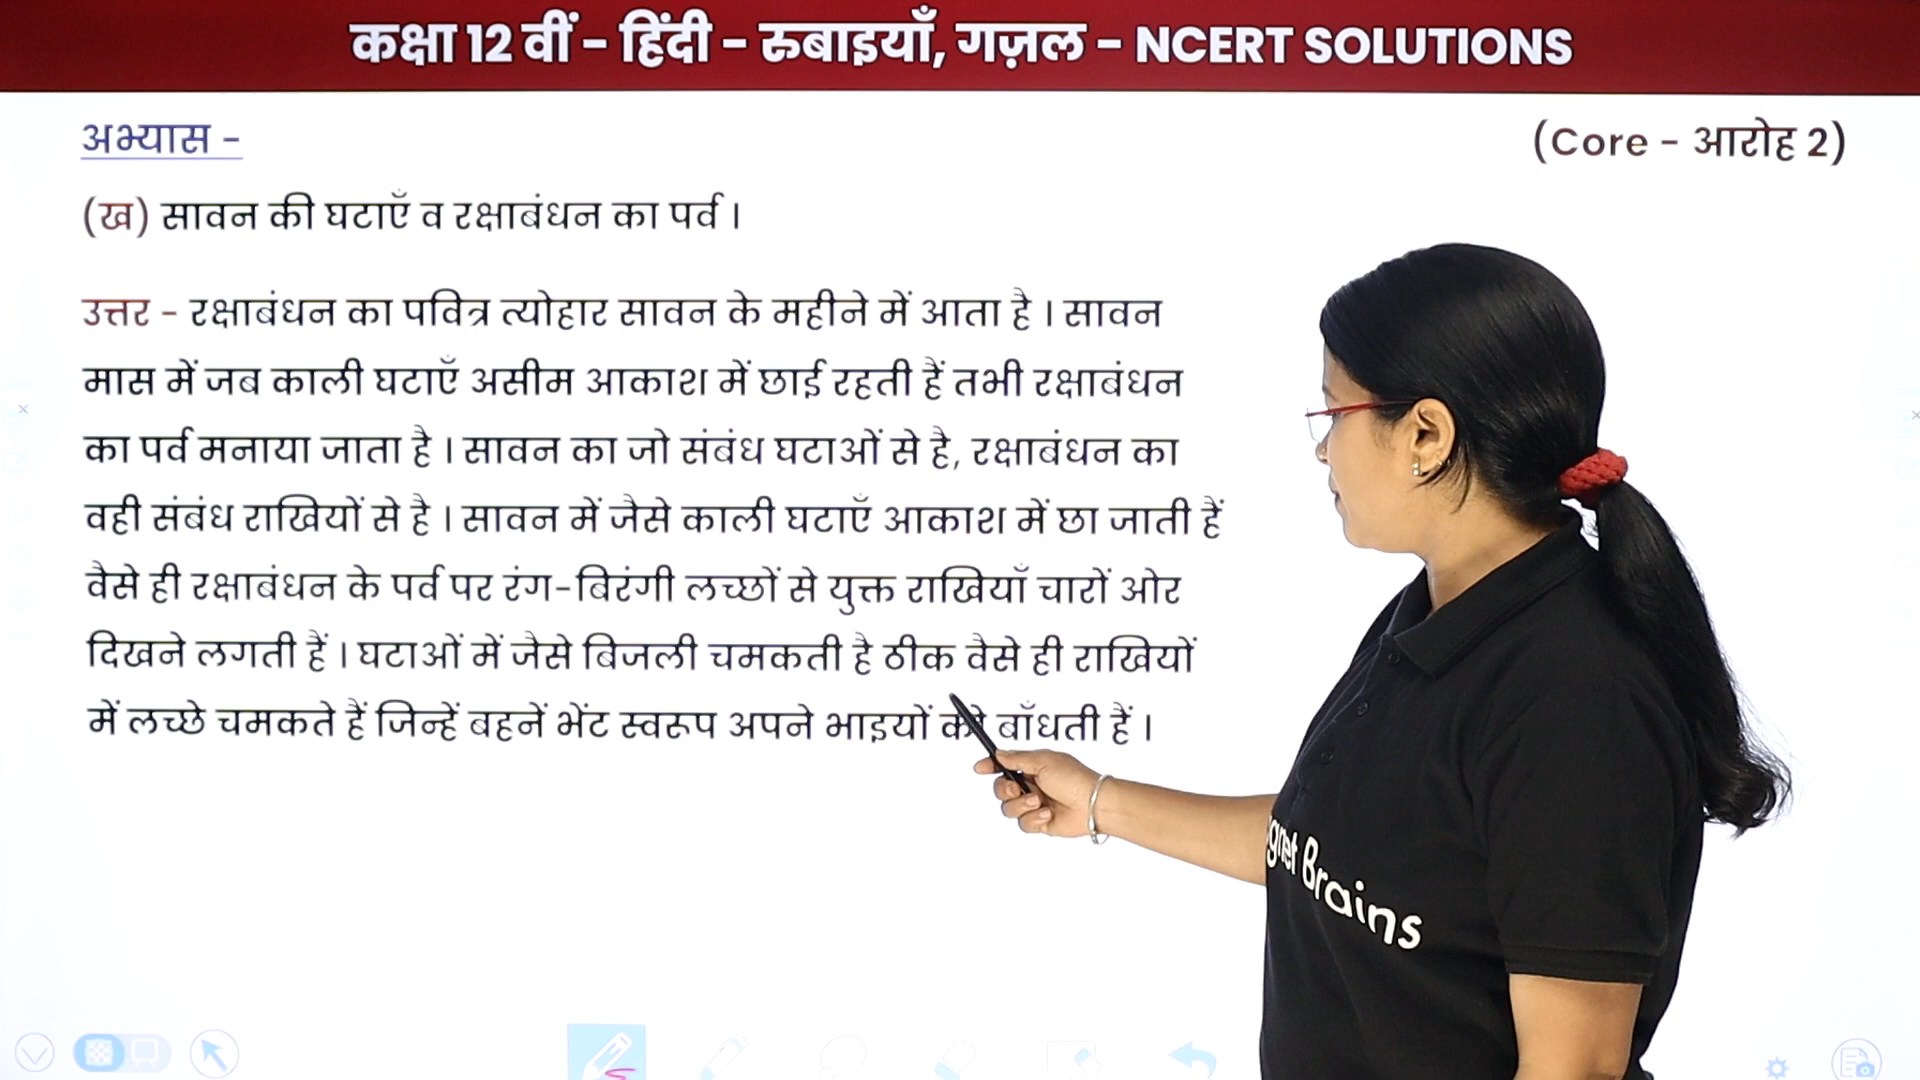 कक्षा 12 वीं - हिंदी - रुबाइयाँ, गज़ल - NCERT SOLUTIONS
अभ्यास -
(Core - आरोह 2)
(ख) सावन की घटाएँ व रक्षाबंधन का पर्व ।
उत्तर - रक्षाबंधन का पवित्र त्योहार सावन के महीने में आता है । सावन
मास में जब काली घटाएँ असीम आकाश में छाई रहती हैं तभी रक्षाबंधन
का पर्व मनाया जाता है । सावन का जो संबंध घटाओं से है, रक्षाबंधन का
वही संबंध राखियों से है । सावन में जैसे काली घटाएँ आकाश में छा जाती हैं
वैसे ही रक्षाबंधन के पर्व पर रंग-बिरंगी लच्छों से युक्त राखियाँ चारों ओर
दिखने लगती हैं । घटाओं में जैसे बिजली चमकती है ठीक वैसे ही राखियों
में लच्छे चमकते हैं जिन्हें बहनें भेंट स्वरूप अपने भाइयों को बाँधती हैं ।
gnet Brains